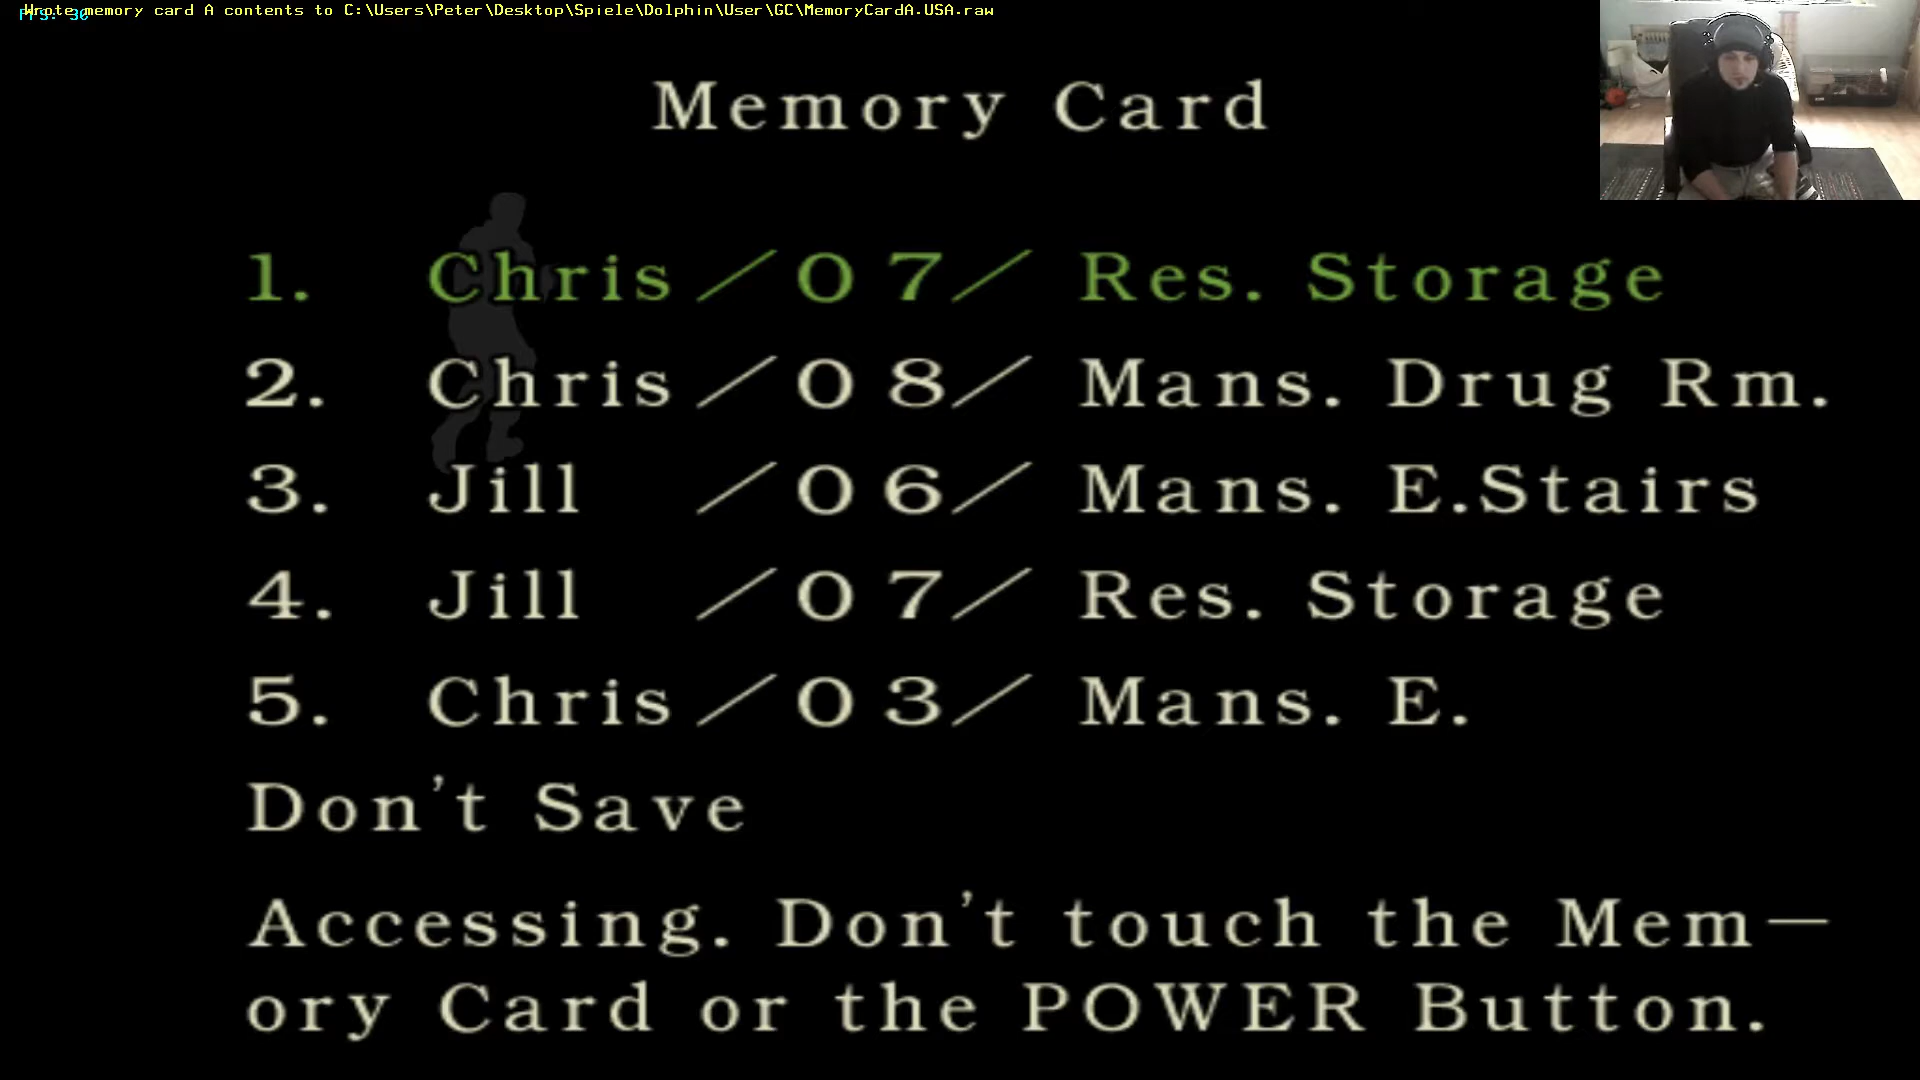 Wrote memory card A contents to C:\Users\Peter\Desktop\Spiele\Dolphin\User\GC\MemoryCardA.USA.raw
FPS: 30
Memory Card
1. Chris／07／ Res. Storage
2. Chris／08／ Mans. Drug Rm.
3. Jill ／06／ Mans. E.Stairs
4. Jill ／07／ Res. Storage
5. Chris／03／ Mans. E.
Don't Save
Accessing. Don't touch the Mem—
ory Card or the POWER Button.